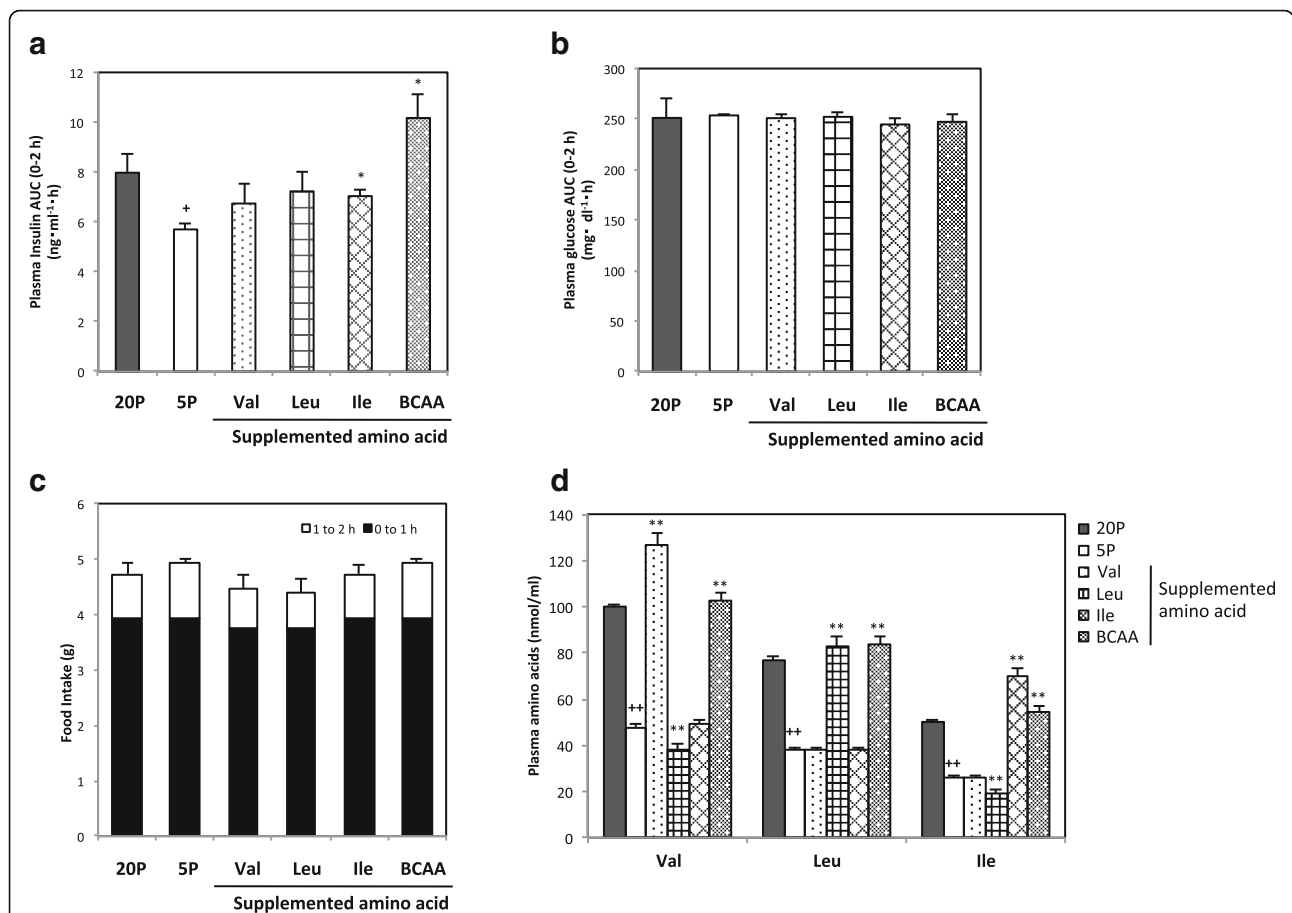 a
Plasma Insulin AUC (0-2 h)
(ng・ml⁻¹・h)
12
10
8
6
4
2
0
+
*
*
20P 5P Val Leu Ile BCAA
Supplemented amino acid
b
Plasma glucose AUC (0-2 h)
(mg・ dl⁻¹・h)
300
250
200
150
100
50
0
20P 5P Val Leu Ile BCAA
Supplemented amino acid
c
Food Intake (g)
6
5
4
3
2
1
0
1 to 2 h 0 to 1 h
20P 5P Val Leu Ile BCAA
Supplemented amino acid
d
Plasma amino acids (nmol/ml)
140
120
100
80
60
40
20
0
++ ** ** **
++ ** **
++ ** ** **
Val Leu Ile
20P
5P
Val
Leu
Ile
BCAA
Supplemented
amino acid